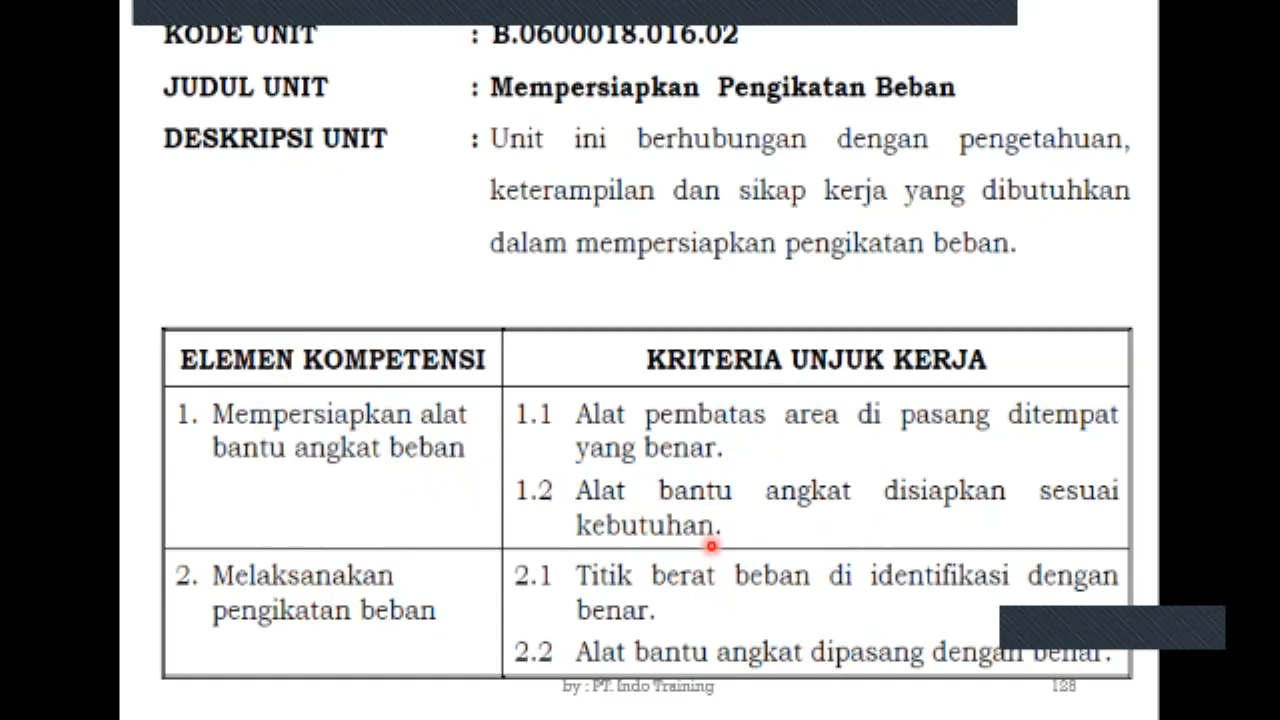 KODE UNIT : B.0600018.016.02
JUDUL UNIT : Mempersiapkan Pengikatan Beban
DESKRIPSI UNIT : Unit ini berhubungan dengan pengetahuan,
keterampilan dan sikap kerja yang dibutuhkan
dalam mempersiapkan pengikatan beban.
ELEMEN KOMPETENSI
KRITERIA UNJUK KERJA
1. Mempersiapkan alat
bantu angkat beban
1.1 Alat pembatas area di pasang ditempat
yang benar.
1.2 Alat bantu angkat disiapkan sesuai
kebutuhan.
2. Melaksanakan
pengikatan beban
2.1 Titik berat beban di identifikasi dengan
benar.
2.2 Alat bantu angkat dipasang dengan benar.
by : PT. Indo Training
128